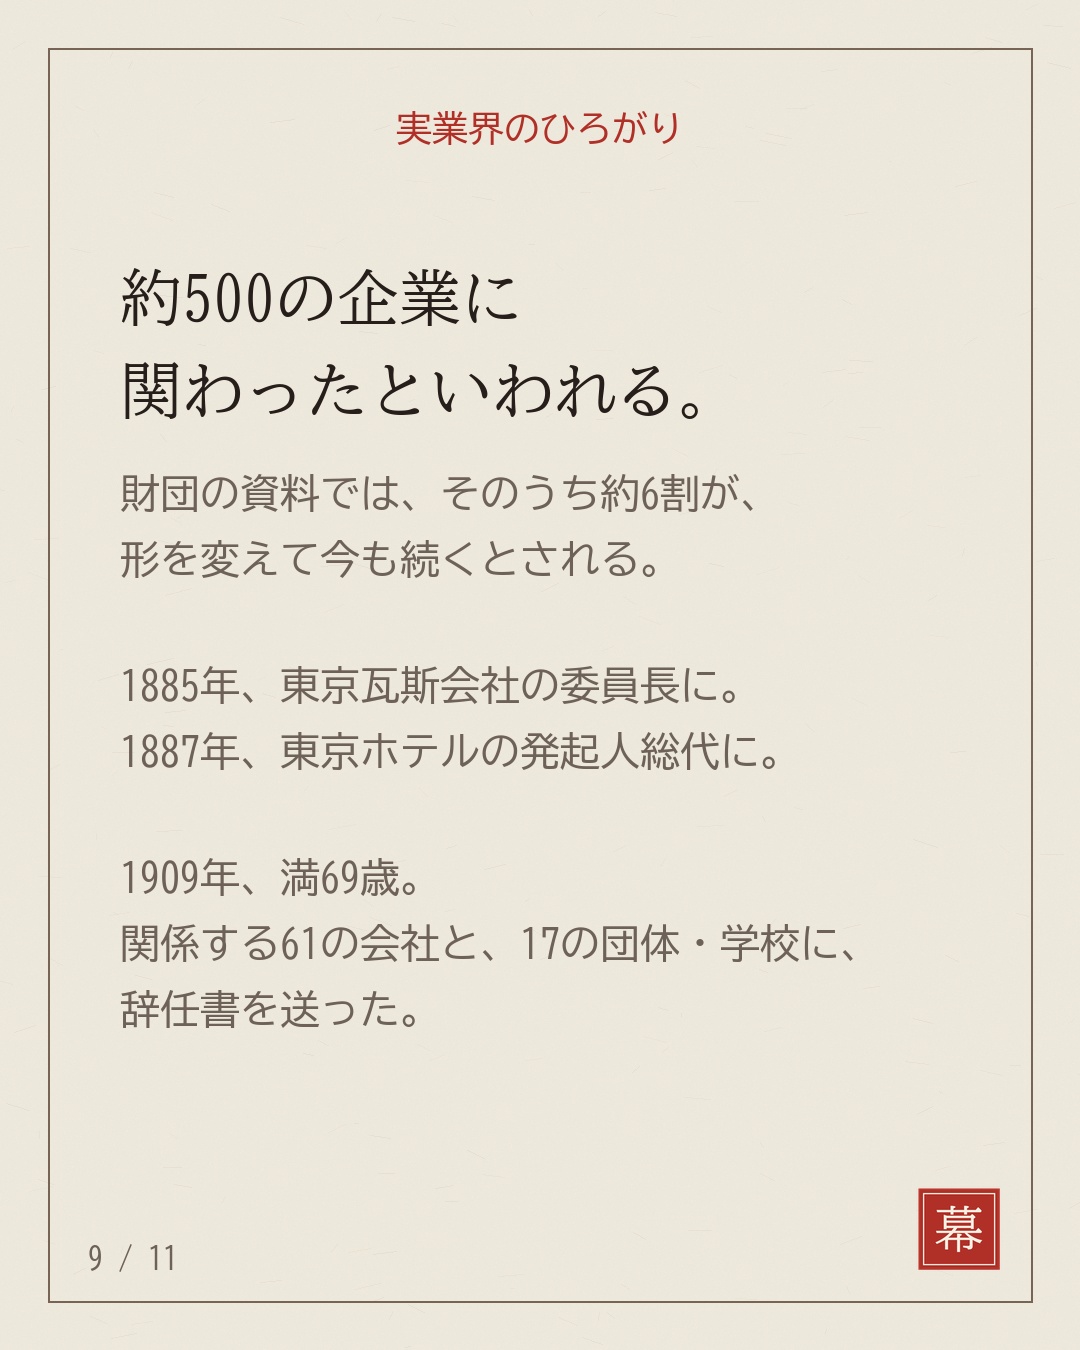 実業界のひろがり
約500の企業に
関わったといわれる。
財団の資料では、そのうち約6割が、
形を変えて今も続くとされる。
1885年、東京瓦斯会社の委員長に。
1887年、東京ホテルの発起人総代に。
1909年、満69歳。
関係する61の会社と、17の団体・学校に、
辞任書を送った。
幕
9 / 11